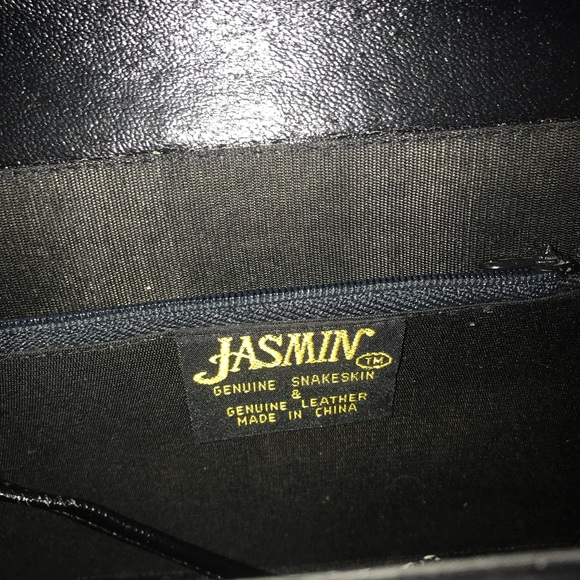 JASMIN TM
GENUINE SNAKESKIN
&
GENUINE LEATHER
MADE IN CHINA